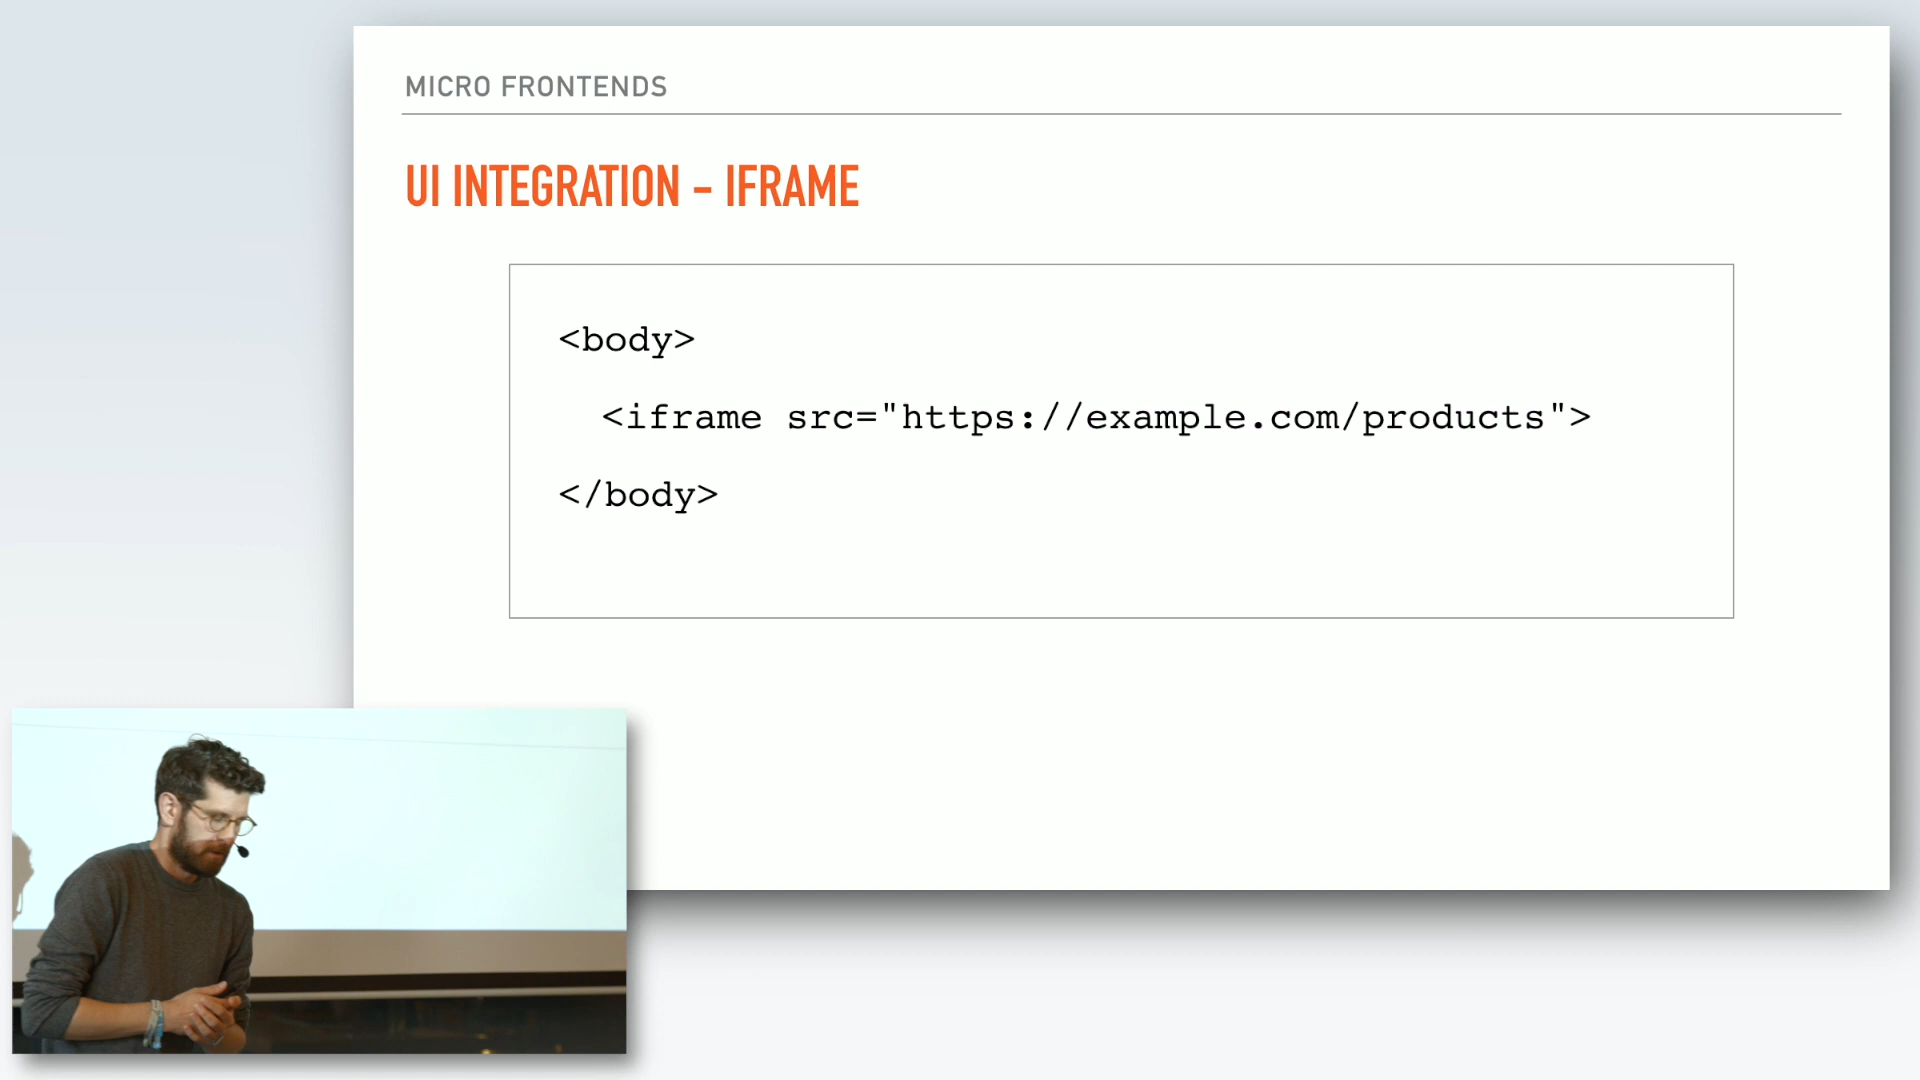 MICRO FRONTENDS
UI INTEGRATION – IFRAME
<body>
<iframe src="https://example.com/products">
</body>